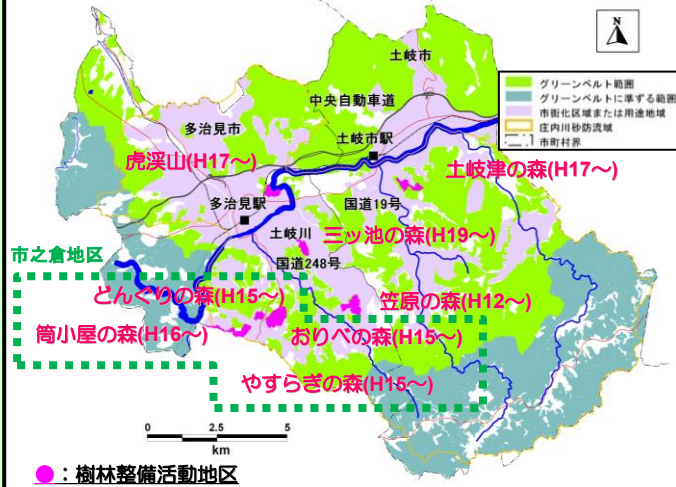 N
土岐市
グリーンベルト範囲
グリーンベルトに準ずる範囲
市街化区域または用途地域
庄内川砂防流域
市町村界
中央自動車道
多治見市
土岐市駅
虎渓山(H17～)
土岐津の森(H17～)
多治見駅
国道19号
土岐川
三ッ池の森(H19～)
市之倉地区
国道248号
どんぐりの森(H15～)
笠原の森(H12～)
筒小屋の森(H16～)
おりべの森(H15～)
やすらぎの森(H15～)
0 2.5 5
km
：樹林整備活動地区